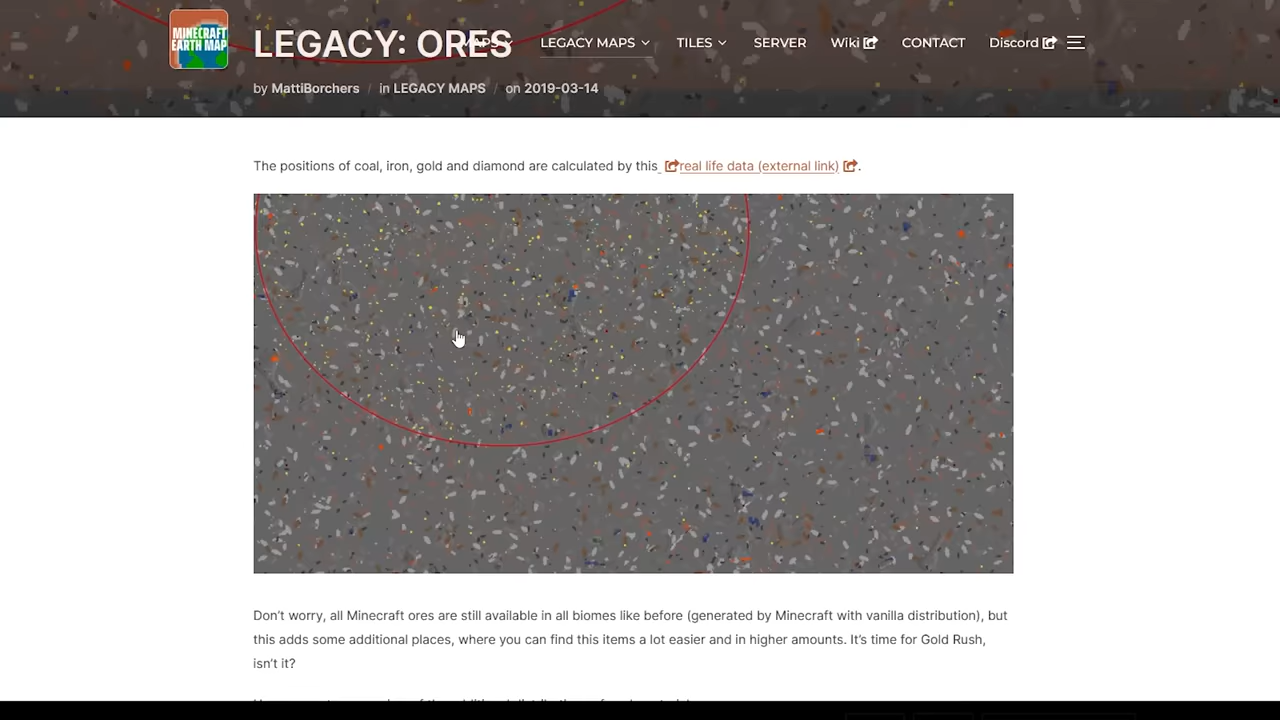 MINECRAFT
EARTH MAP
LEGACY: ORES
MAPS
LEGACY MAPS
TILES
SERVER
Wiki
CONTACT
Discord
by MattiBorchers / in LEGACY MAPS / on 2019-03-14
The positions of coal, iron, gold and diamond are calculated by this real life data (external link) .
Don’t worry, all Minecraft ores are still available in all biomes like before (generated by Minecraft with vanilla distribution), but
this adds some additional places, where you can find this items a lot easier and in higher amounts. It’s time for Gold Rush,
isn’t it?